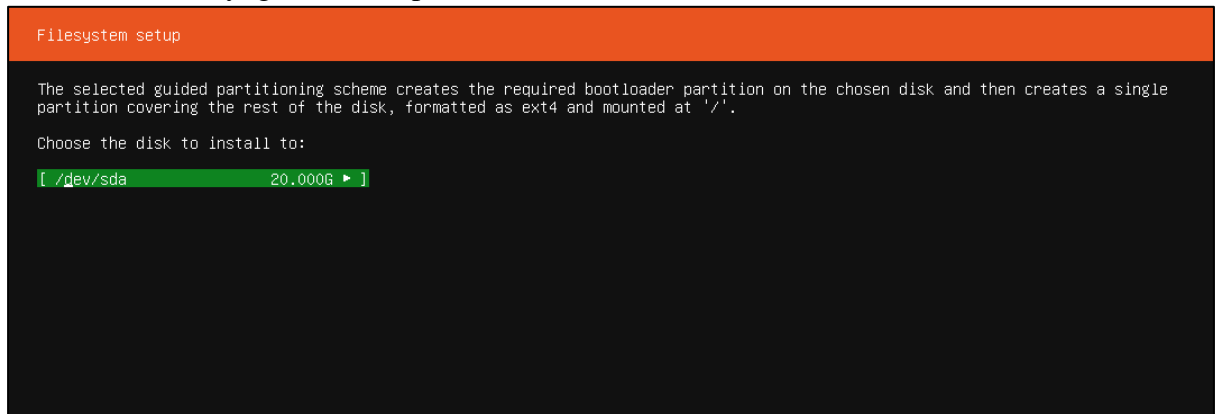 Filesystem setup
The selected guided partitioning scheme creates the required bootloader partition on the chosen disk and then creates a single
partition covering the rest of the disk, formatted as ext4 and mounted at '/'.
Choose the disk to install to:
[ /dev/sda 20.000G ► ]